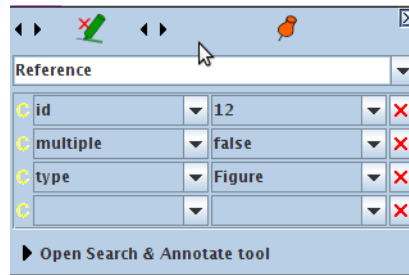 Reference
C id 12
C multiple false
C type Figure
C
Open Search & Annotate tool